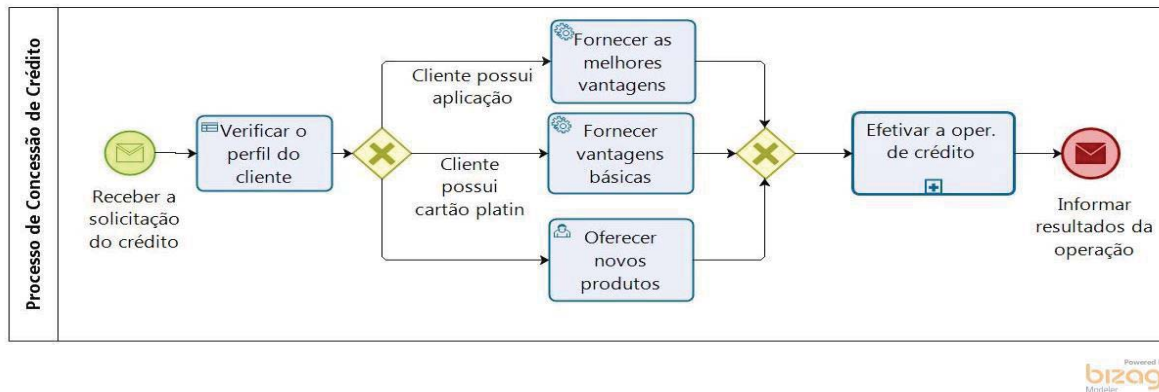 Processo de Concessão de Crédito
Receber a
solicitação
do crédito
Verificar o
perfil do
cliente
Cliente possui
aplicação
Cliente
possui
cartão platin
Fornecer as
melhores
vantagens
Fornecer
vantagens
básicas
Oferecer
novos
produtos
Efetivar a oper.
de crédito
Informar
resultados da
operação
Powered
bizag
Modeler